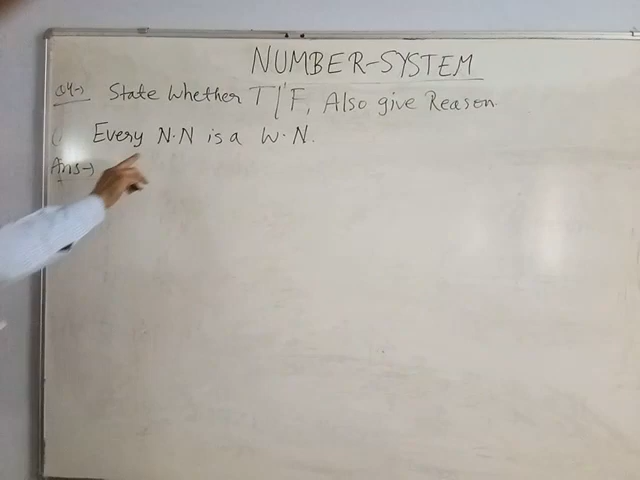 NUMBER-SYSTEM
Q4→ State Whether T/F, Also give Reason.
Every N.N is a W.N.
Ans→